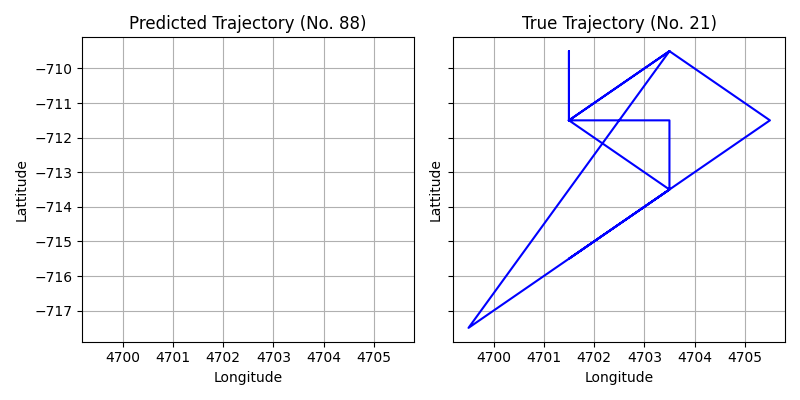 Predicted Trajectory (No. 88)
True Trajectory (No. 21)
−710
−711
−712
−713
−714
−715
−716
−717
Lattitude
Lattitude
4700 4701 4702 4703 4704 4705
4700 4701 4702 4703 4704 4705
Longitude
Longitude